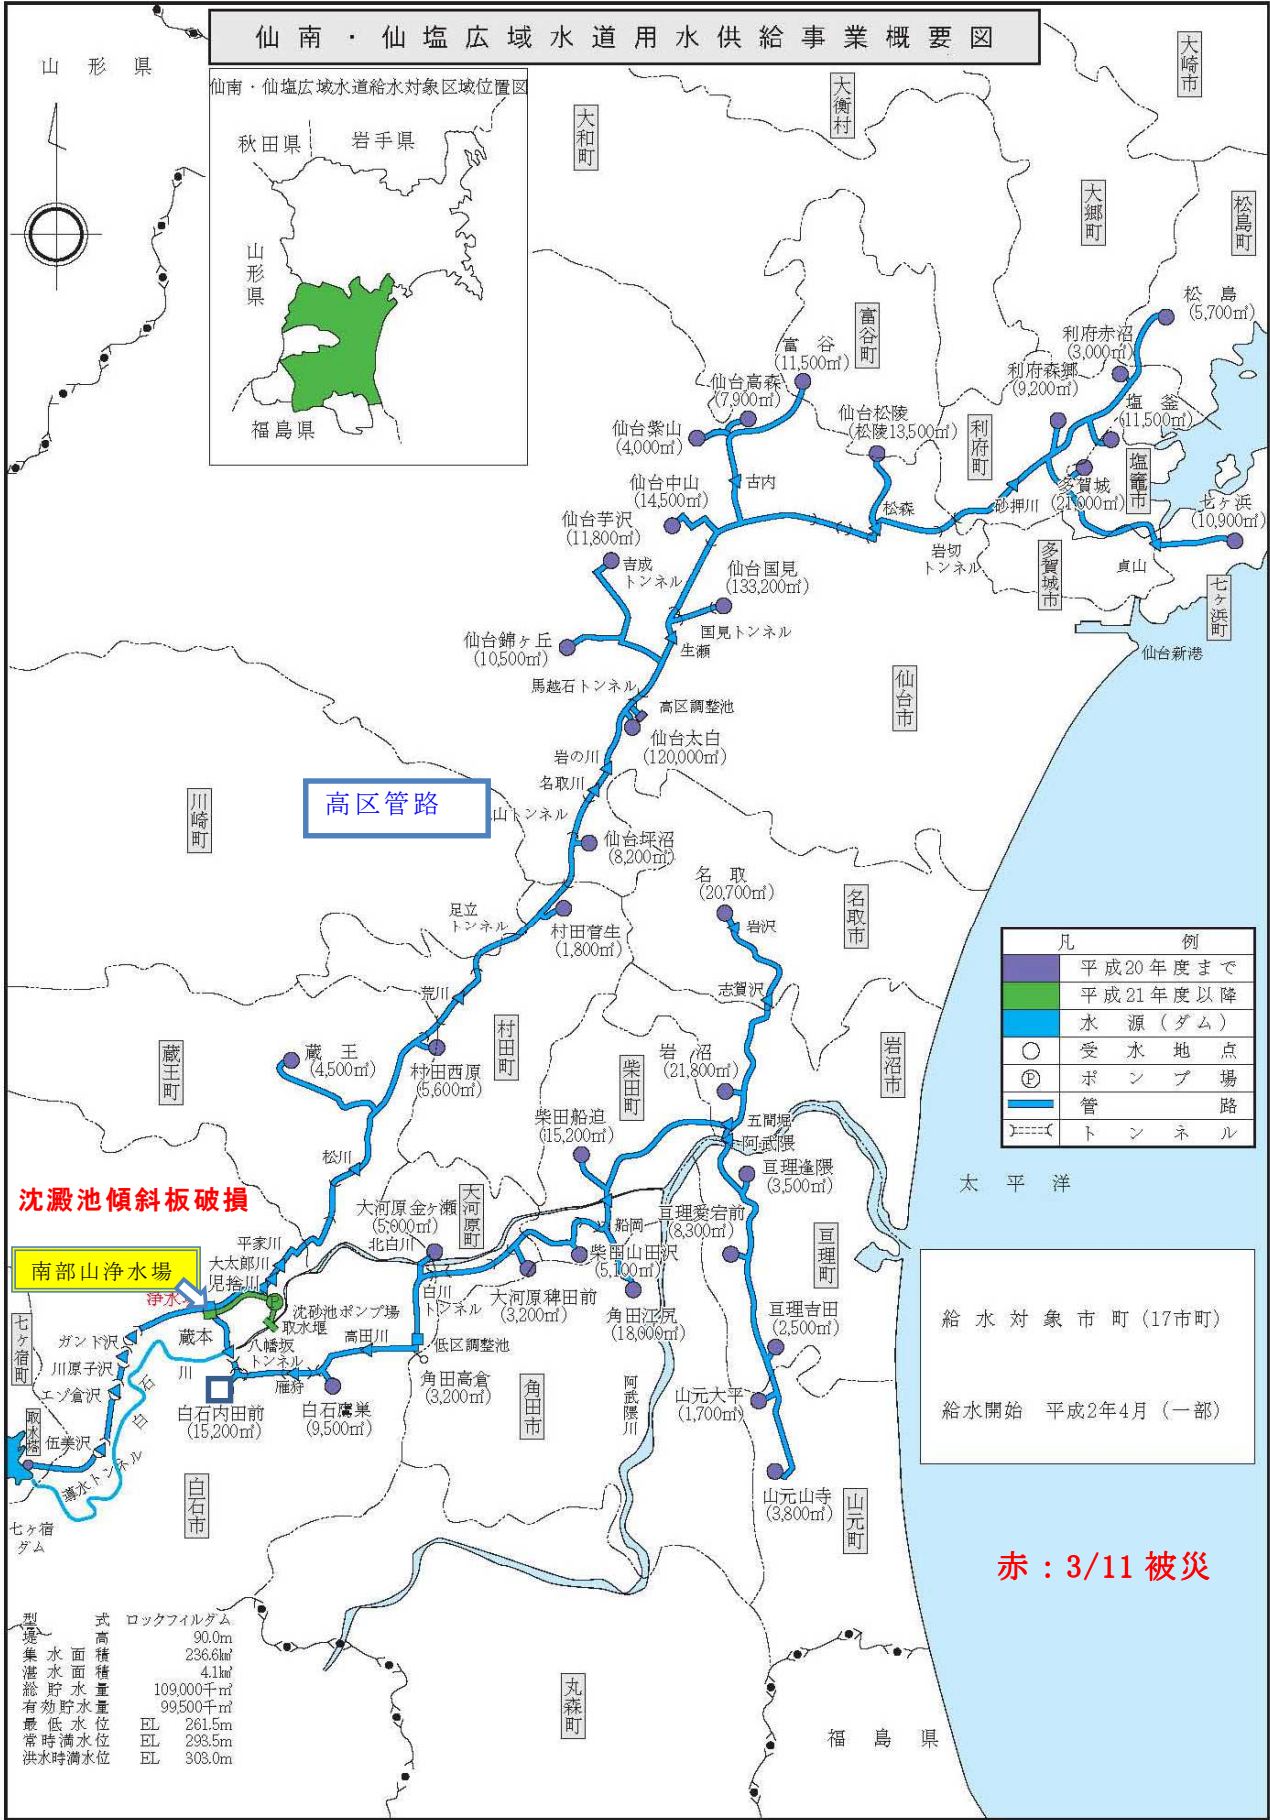 仙南・仙塩広域水道用水供給事業概要図
山形県
仙南・仙塩広域水道給水対象区域位置図
秋田県
岩手県
山形県
福島県
大和町
大衡村
大崎市
大郷町
松島町
富谷町
利府町
塩竈市
多賀城市
七ヶ浜町
仙台市
松島
(5,700㎥)
利府赤沼
(3,000㎥)
利府森郷
(9,200㎥)
塩釜
(11,500㎥)
多賀城
(21,000㎥)
七ヶ浜
(10,900㎥)
貞山
仙台新港
富谷
(11,500㎥)
仙台高森
(7,900㎥)
仙台紫山
(4,000㎥)
仙台松陵
(松陵13,500㎥)
古内
松森
砂押川
岩切
トンネル
仙台中山
(14,500㎥)
仙台芋沢
(11,800㎥)
吉成
トンネル
仙台国見
(133,200㎥)
国見トンネル
生瀬
仙台錦ヶ丘
(10,500㎥)
馬越石トンネル
高区調整池
仙台太白
(120,000㎥)
岩の川
名取川
高区管路
山トンネル
仙台坪沼
(8,200㎥)
川崎町
足立
トンネル
村田菅生
(1,800㎥)
名取
(20,700㎥)
岩沢
名取市
志賀沢
荒川
村田町
村田西原
(5,600㎥)
蔵王町
蔵王
(4,500㎥)
岩沼
(21,800㎥)
岩沼市
柴田町
柴田船迫
(15,200㎥)
五間堀
阿武隈
松川
亘理逢隈
(3,500㎥)
亘理愛宕前
(8,300㎥)
亘理町
沈澱池傾斜板破損
大河原金ヶ瀬
(5,000㎥)
大河原町
北白川
平家川
大太郎川
児捨川
南部山浄水場
浄水
船岡
柴田山田沢
(5,100㎥)
白川
トンネル
大河原稗田前
(3,200㎥)
角田江尻
(18,000㎥)
沈砂池ポンプ場
取水堰
蔵本
八幡坂
トンネル
高田川
低区調整池
角田高倉
(3,200㎥)
角田市
阿武隈川
亘理吉田
(2,500㎥)
七ヶ宿町
ガンド沢
川原子沢
エゾ倉沢
伍美沢
取水塔
導水トンネル
白石川
雁狩
白石内田前
(15,200㎥)
白石鷹巣
(9,500㎥)
白石市
七ヶ宿
ダム
山元大平
(1,700㎥)
山元山寺
(3,800㎥)
山元町
凡例
平成20年度まで
平成21年度以降
水源(ダム)
受水地点
Ⓟ ポンプ場
管路
トンネル
太平洋
給水対象市町(17市町)
給水開始 平成2年4月(一部)
赤：3/11 被災
型式 ロックフィルダム
堤高 90.0m
集水面積 236.6k㎡
湛水面積 4.1k㎡
総貯水量 109,000千㎥
有効貯水量 99,500千㎥
最低水位 EL 261.5m
常時満水位 EL 293.5m
洪水時満水位 EL 303.0m
丸森町
福島県